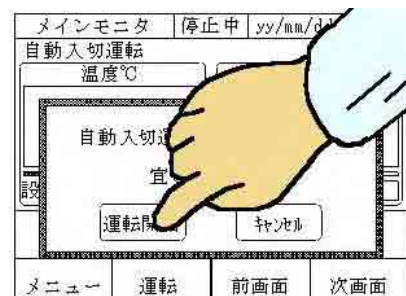 メインモニタ 停止中 yy/mm/
自動入切運転
温度℃
自動入切運
宜
設
運転開 キャンセル
メニュー 運転 前画面 次画面